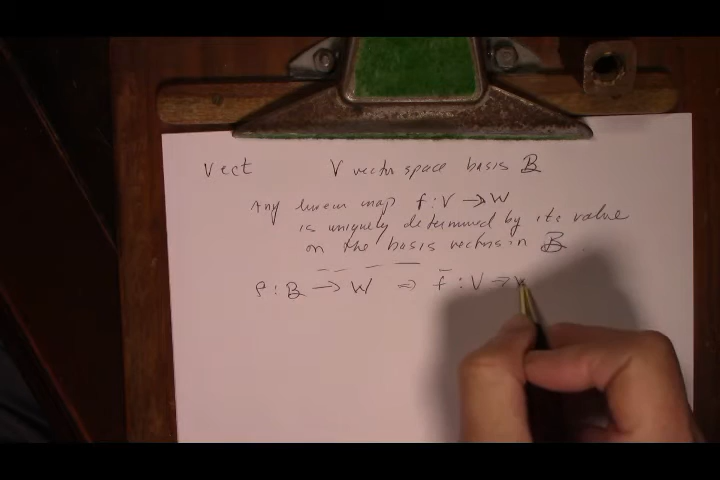 Vect V vector space basis B
Any linear map f : V → W
is uniquely determined by its value
on the basis vectors in B.
ρ : B → W ⇒ f : V →